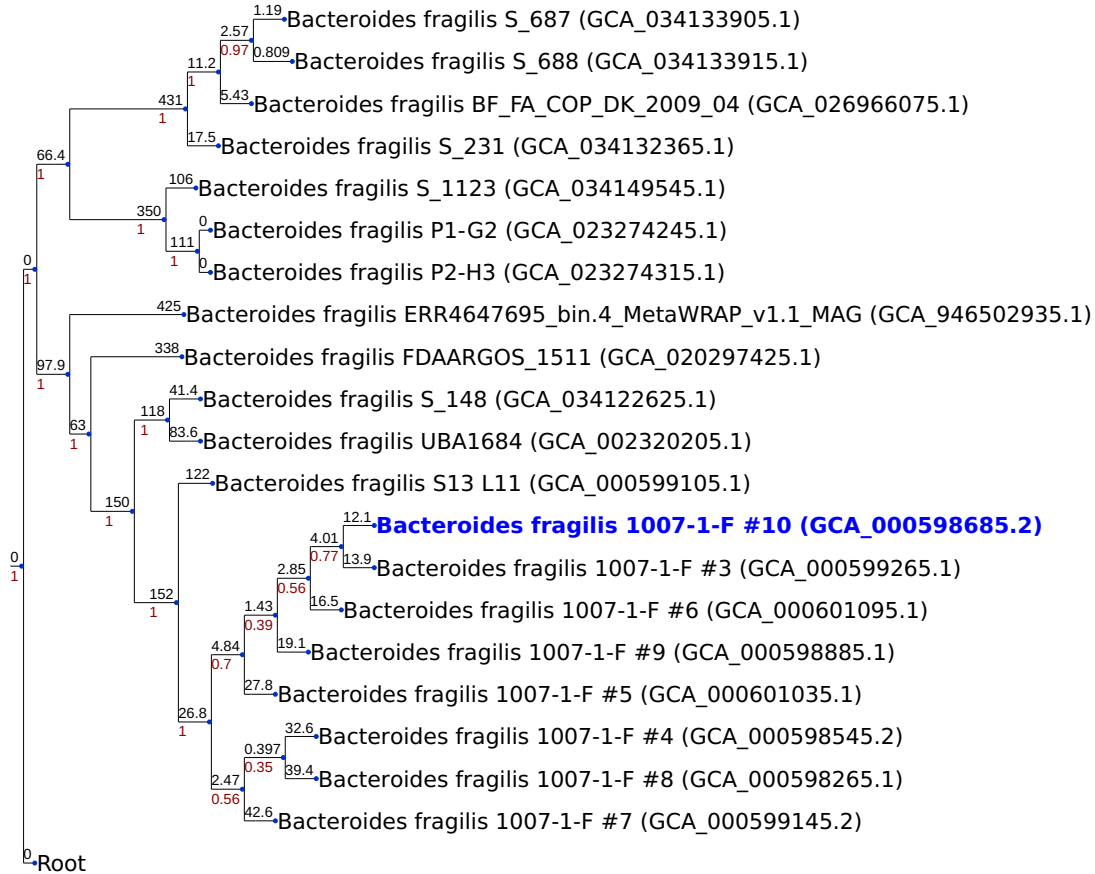 1.19
Bacteroides fragilis S_687 (GCA_034133905.1)
2.57
0.97
0.809
Bacteroides fragilis S_688 (GCA_034133915.1)
11.2
1
5.43
Bacteroides fragilis BF_FA_COP_DK_2009_04 (GCA_026966075.1)
431
1
17.5
Bacteroides fragilis S_231 (GCA_034132365.1)
66.4
1
106
Bacteroides fragilis S_1123 (GCA_034149545.1)
350
1
0
Bacteroides fragilis P1-G2 (GCA_023274245.1)
111
1
0
Bacteroides fragilis P2-H3 (GCA_023274315.1)
0
1
425
Bacteroides fragilis ERR4647695_bin.4_MetaWRAP_v1.1_MAG (GCA_946502935.1)
97.9
1
338
Bacteroides fragilis FDAARGOS_1511 (GCA_020297425.1)
63
1
41.4
Bacteroides fragilis S_148 (GCA_034122625.1)
118
1
83.6
Bacteroides fragilis UBA1684 (GCA_002320205.1)
150
1
122
Bacteroides fragilis S13 L11 (GCA_000599105.1)
12.1
Bacteroides fragilis 1007-1-F #10 (GCA_000598685.2)
4.01
0.77
13.9
Bacteroides fragilis 1007-1-F #3 (GCA_000599265.1)
2.85
0.56
16.5
Bacteroides fragilis 1007-1-F #6 (GCA_000601095.1)
0
1
152
1
1.43
0.39
19.1
Bacteroides fragilis 1007-1-F #9 (GCA_000598885.1)
4.84
0.7
27.8
Bacteroides fragilis 1007-1-F #5 (GCA_000601035.1)
26.8
1
32.6
Bacteroides fragilis 1007-1-F #4 (GCA_000598545.2)
0.397
0.35
39.4
Bacteroides fragilis 1007-1-F #8 (GCA_000598265.1)
2.47
0.56
42.6
Bacteroides fragilis 1007-1-F #7 (GCA_000599145.2)
0
Root